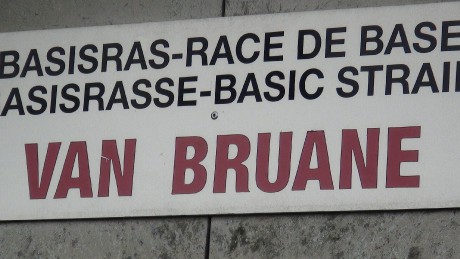 BASISRAS-RACE DE BASE
ASISRASSE-BASIC STRAI
VAN BRUANE